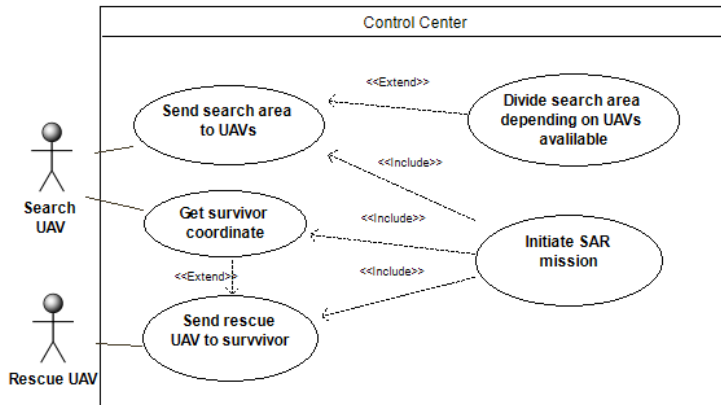 Control Center
<<Extend>>
Send search area
to UAVs
Divide search area
depending on UAVs
avalilable
<<Include>>
Search
UAV
Get survivor
coordinate
<<Include>>
Initiate SAR
mission
<<Extend>>
<<Include>>
Send rescue
UAV to survvivor
Rescue UAV